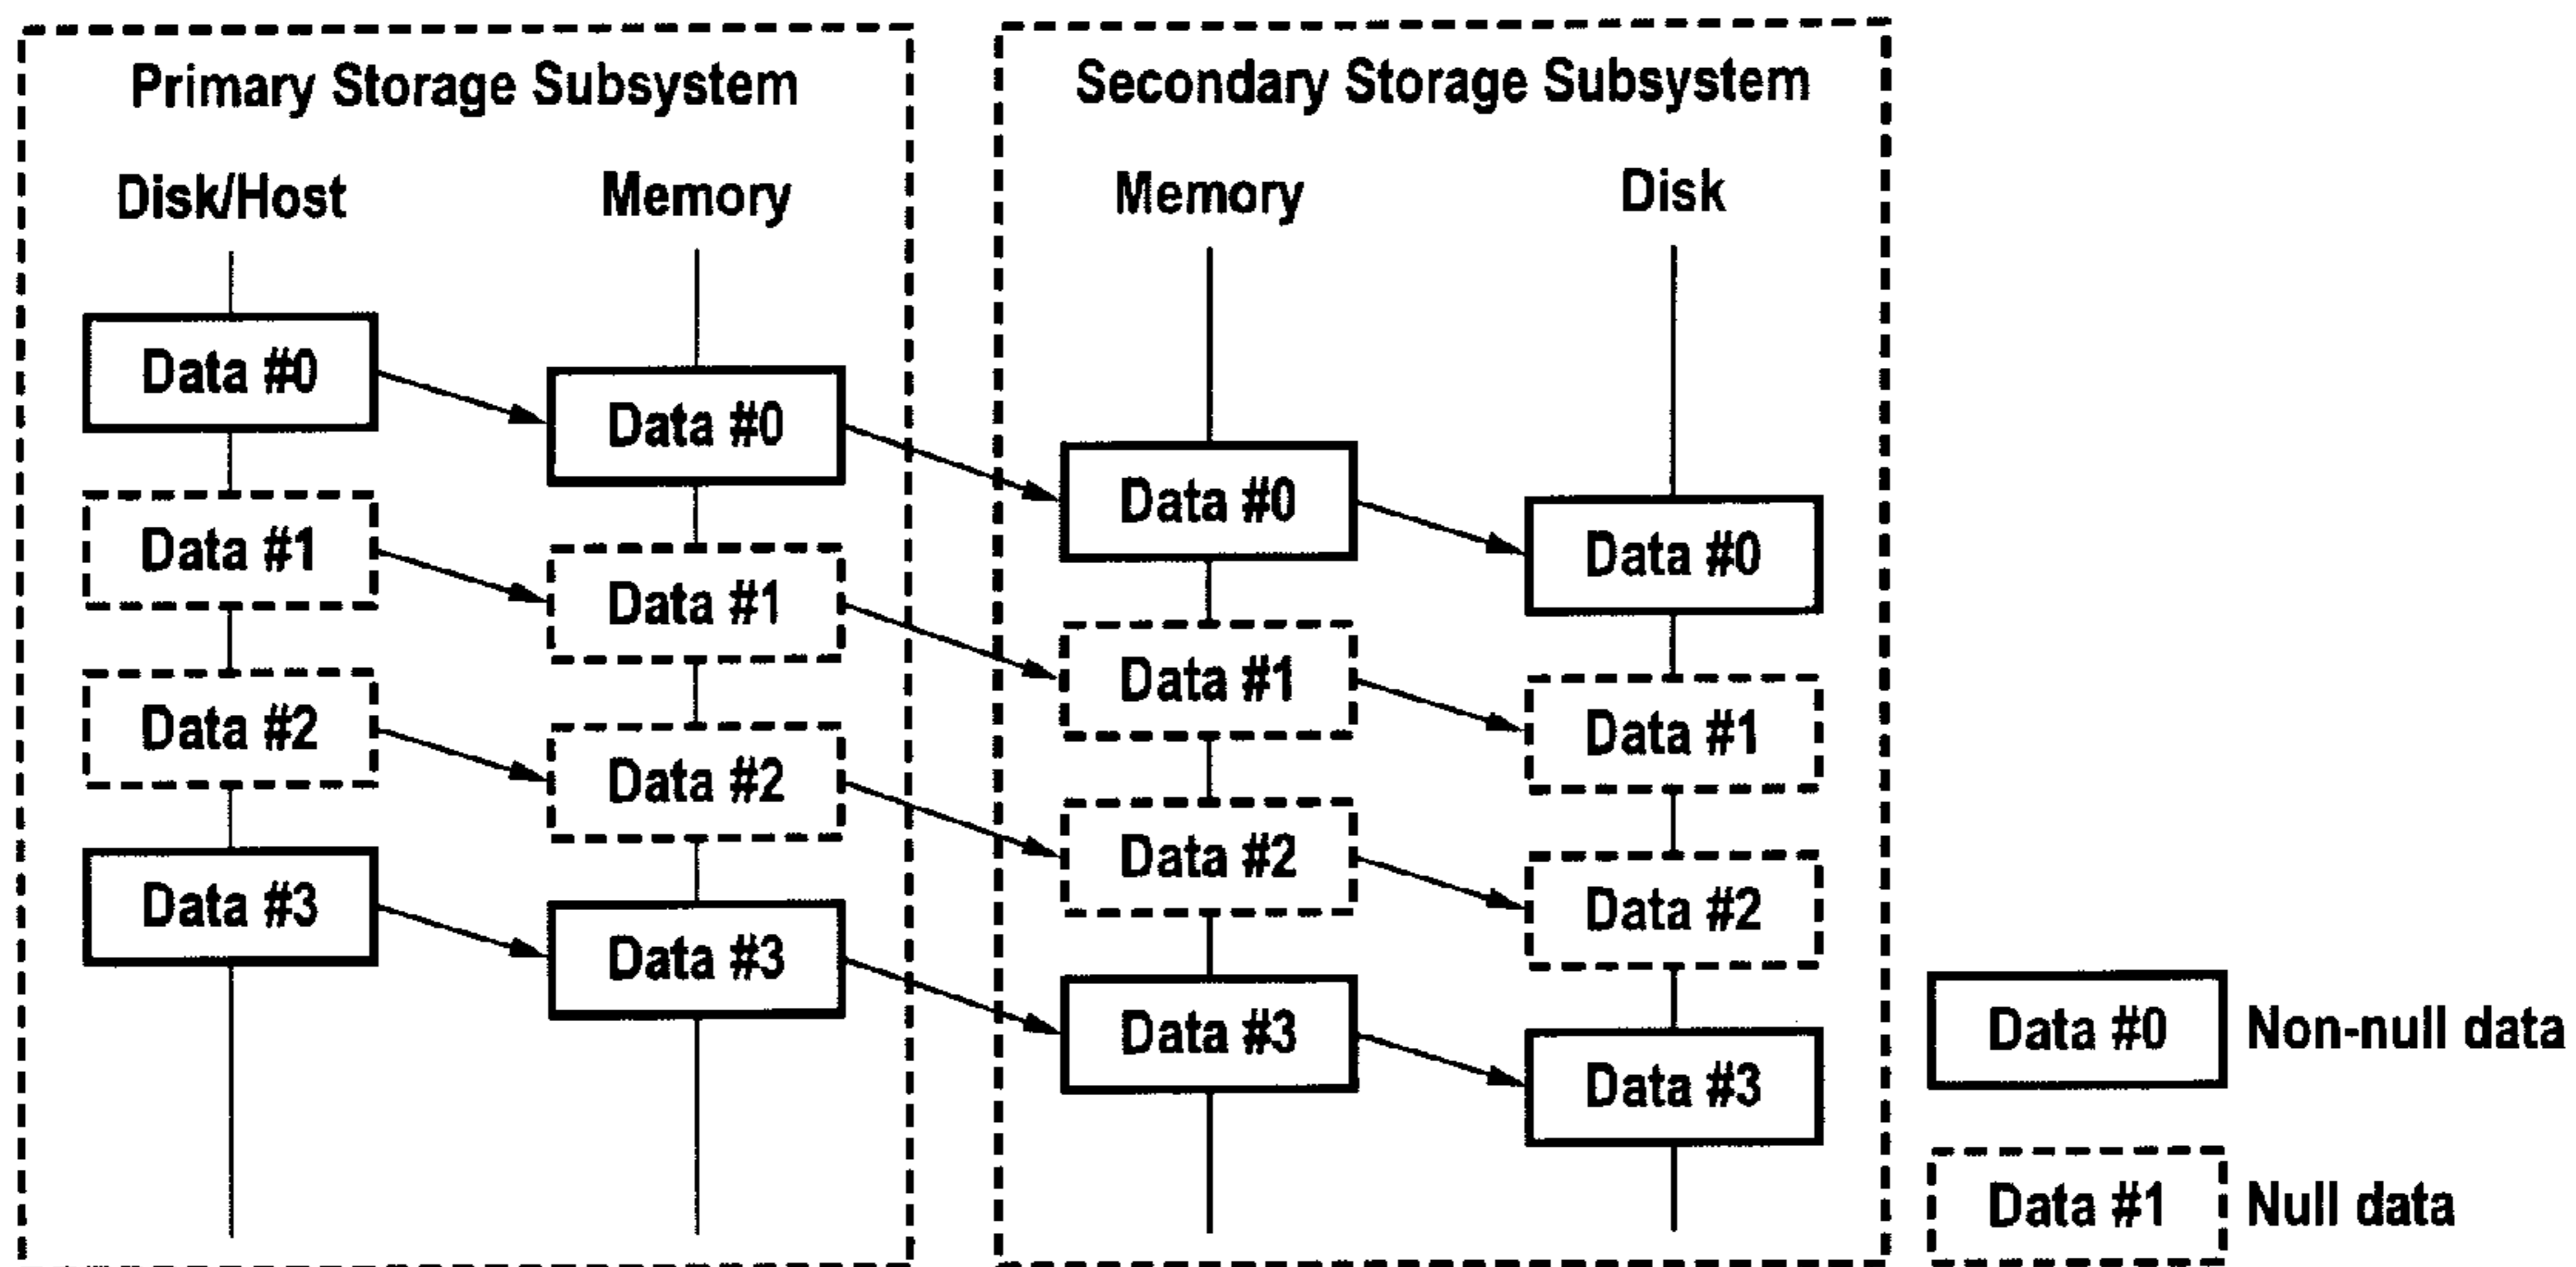 Primary Storage Subsystem
Disk/Host
Memory
Data #0
Data #0
Data #1
Data #1
Data #2
Data #2
Data #3
Data #3
Secondary Storage Subsystem
Memory
Disk
Data #0
Data #0
Data #1
Data #1
Data #2
Data #2
Data #3
Data #3
Data #0 Non-null data
Data #1 Null data